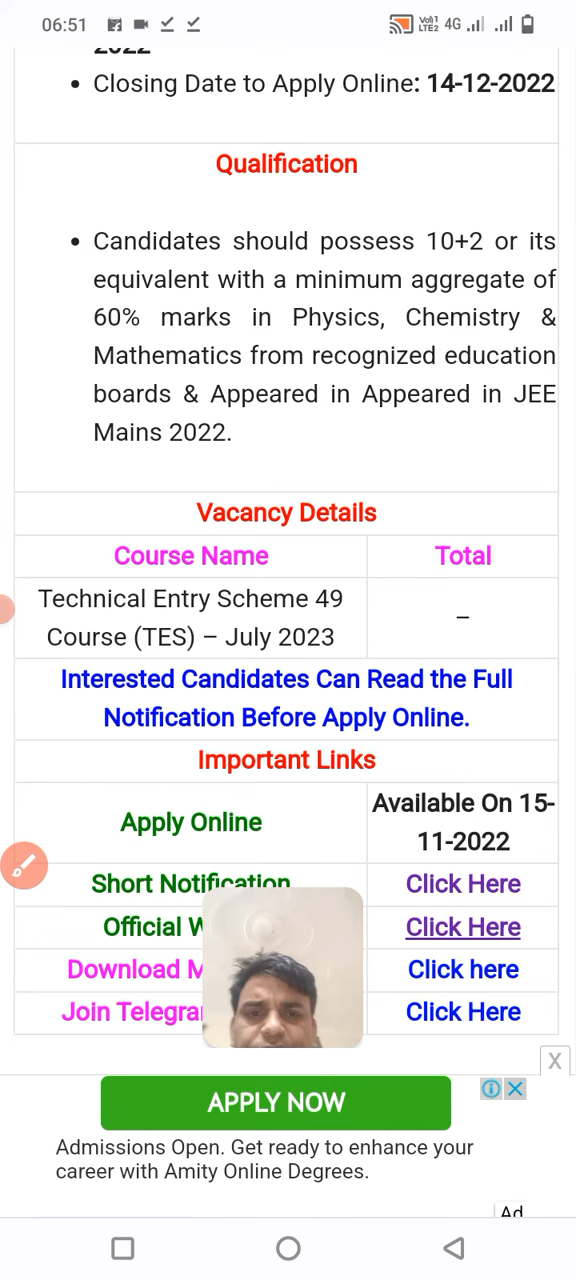 06:51
Vo)) 1
LTE2 4G
2022
• Closing Date to Apply Online: 14-12-2022
Qualification
• Candidates should possess 10+2 or its
equivalent with a minimum aggregate of
60% marks in Physics, Chemistry &
Mathematics from recognized education
boards & Appeared in Appeared in JEE
Mains 2022.
Vacancy Details
Course Name Total
Technical Entry Scheme 49
Course (TES) – July 2023
–
Interested Candidates Can Read the Full
Notification Before Apply Online.
Important Links
Apply Online
Available On 15-
11-2022
Short Notification Click Here
Official Click Here
Download Click here
Join Click Here
X
APPLY NOW
Admissions Open. Get ready to enhance your
career with Amity Online Degrees.
Ad